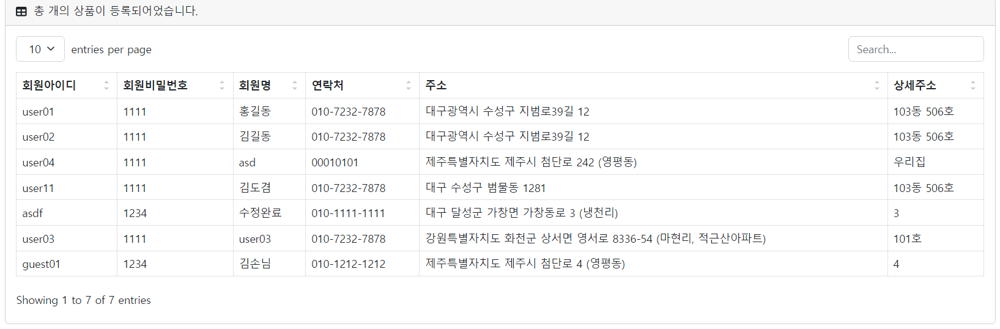 총 개의 상품이 등록되어었습니다.
10 entries per page Search...
회원아이디 회원비밀번호 회원명 연락처 주소 상세주소
user01 1111 홍길동 010-7232-7878 대구광역시 수성구 지범로39길 12 103동 506호
user02 1111 김길동 010-7232-7878 대구광역시 수성구 지범로39길 12 103동 506호
user04 1111 asd 00010101 제주특별자치도 제주시 첨단로 242 (영평동) 우리집
user11 1111 김도겸 010-7232-7878 대구 수성구 범물동 1281 103동 506호
asdf 1234 수정완료 010-1111-1111 대구 달성군 가창면 가창동로 3 (냉천리) 3
user03 1111 user03 010-7232-7878 강원특별자치도 화천군 상서면 영서로 8336-54 (마현리, 적근산아파트) 101호
guest01 1234 김손님 010-1212-1212 제주특별자치도 제주시 첨단로 4 (영평동) 4
Showing 1 to 7 of 7 entries